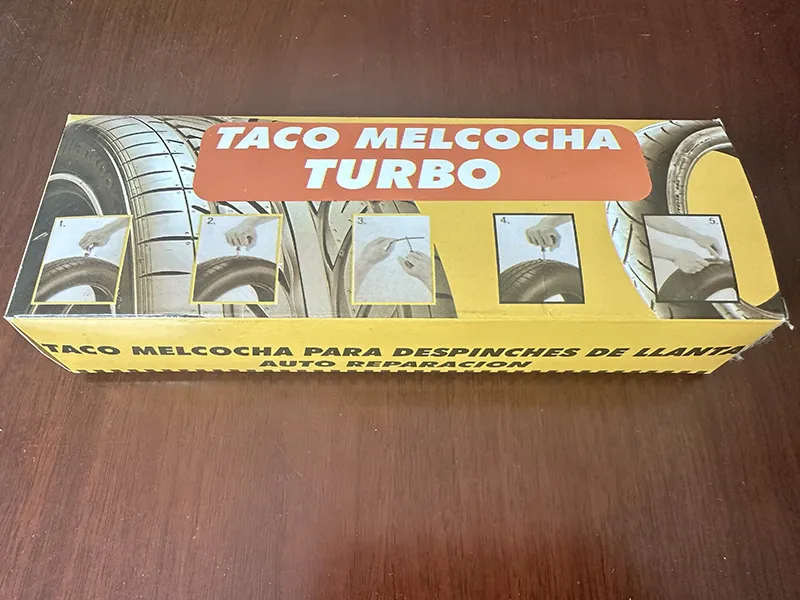 TACO MELCOCHA
TURBO
1.
2.
3.
4.
5.
TACO MELCOCHA PARA DESPINCHES DE LLANTA
AUTO REPARACION